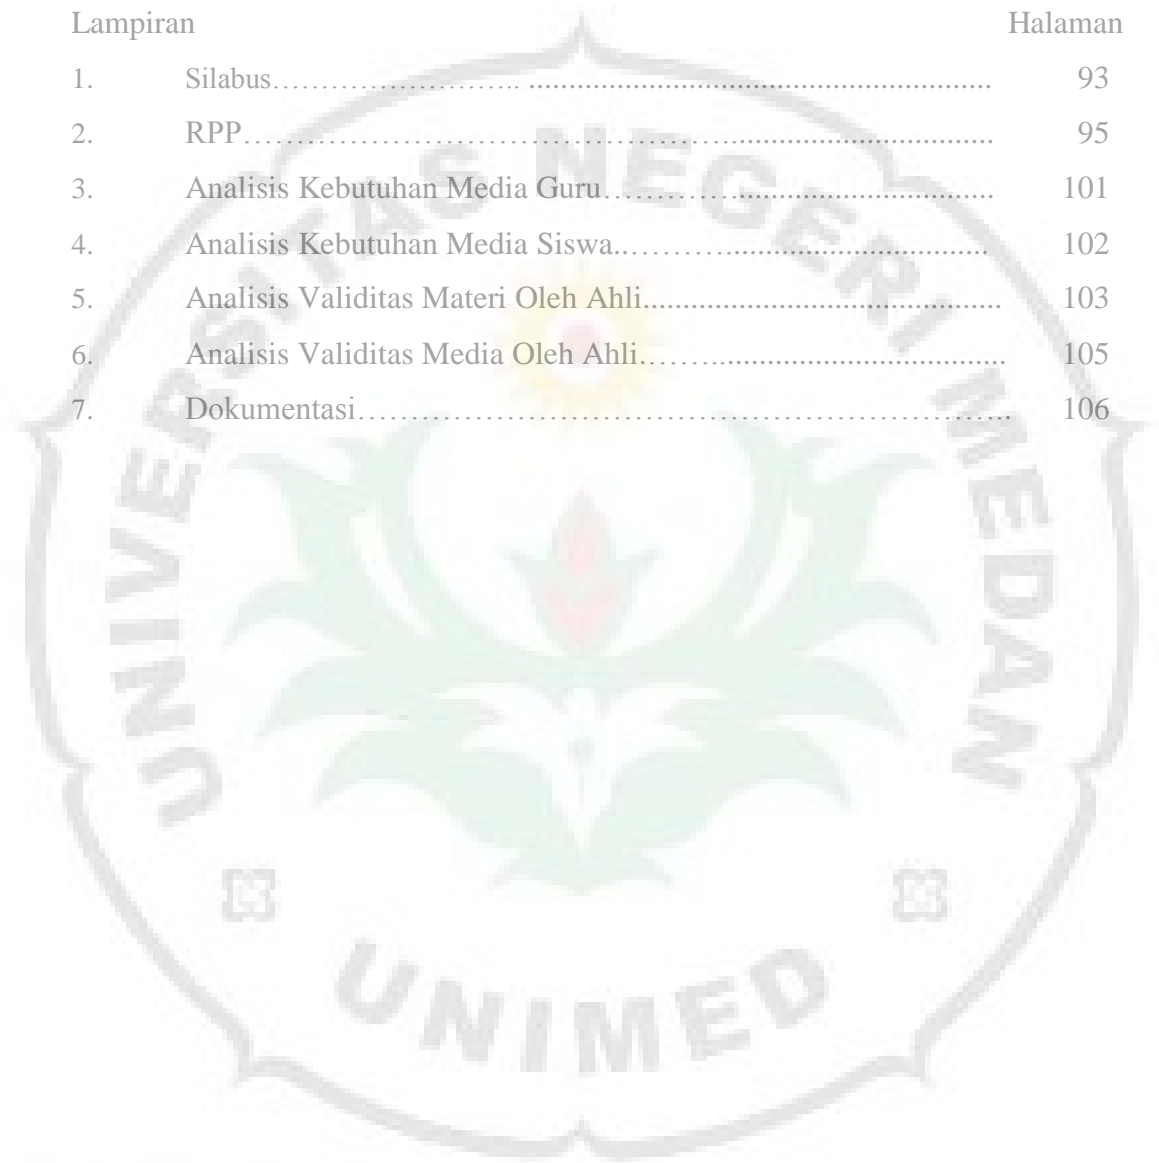 Lampiran Halaman
1. Silabus…………………….. .......................................................... 93
2. RPP…………………………………………………...................................... 95
3. Analisis Kebutuhan Media Guru……………................................. 101
4. Analisis Kebutuhan Media Siswa..…………................................ 102
5. Analisis Validitas Materi Oleh Ahli............................................. 103
6. Analisis Validitas Media Oleh Ahli………................................... 105
7. Dokumentasi…………………………………………………………………….. 106
UNIVERSITAS NEGERI MEDAN
UNIMED